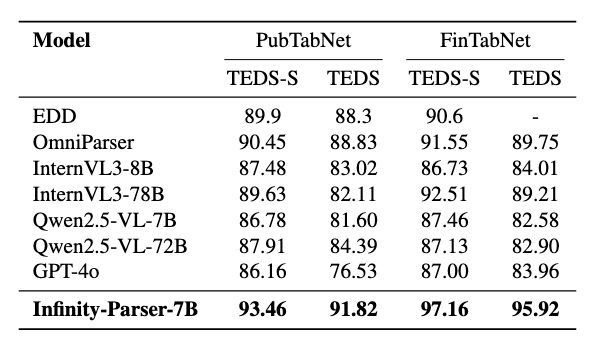 Model PubTabNet FinTabNet
TEDS-S TEDS TEDS-S TEDS
EDD 89.9 88.3 90.6 -
OmniParser 90.45 88.83 91.55 89.75
InternVL3-8B 87.48 83.02 86.73 84.01
InternVL3-78B 89.63 82.11 92.51 89.21
Qwen2.5-VL-7B 86.78 81.60 87.46 82.58
Qwen2.5-VL-72B 87.91 84.39 87.13 82.90
GPT-4o 86.16 76.53 87.00 83.96
Infinity-Parser-7B 93.46 91.82 97.16 95.92